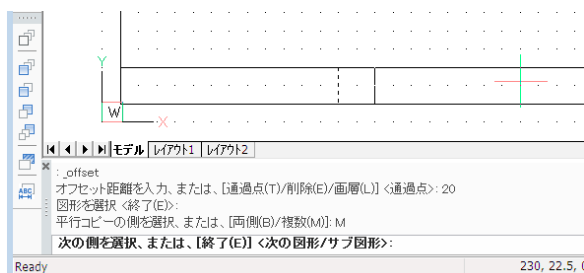 Y
W
X
モデル レイアウト1 レイアウト2
: _offset
オフセット距離を入力、または、[通過点(T)/削除(E)/画層(L)] <通過点>: 20
図形を選択 <終了(E)>:
平行コピーの側を選択、または、[両側(B)/複数(M)]: M
次の側を選択、または、[終了(E)] <次の図形/サブ図形>:
ABC
Ready 230, 22.5,